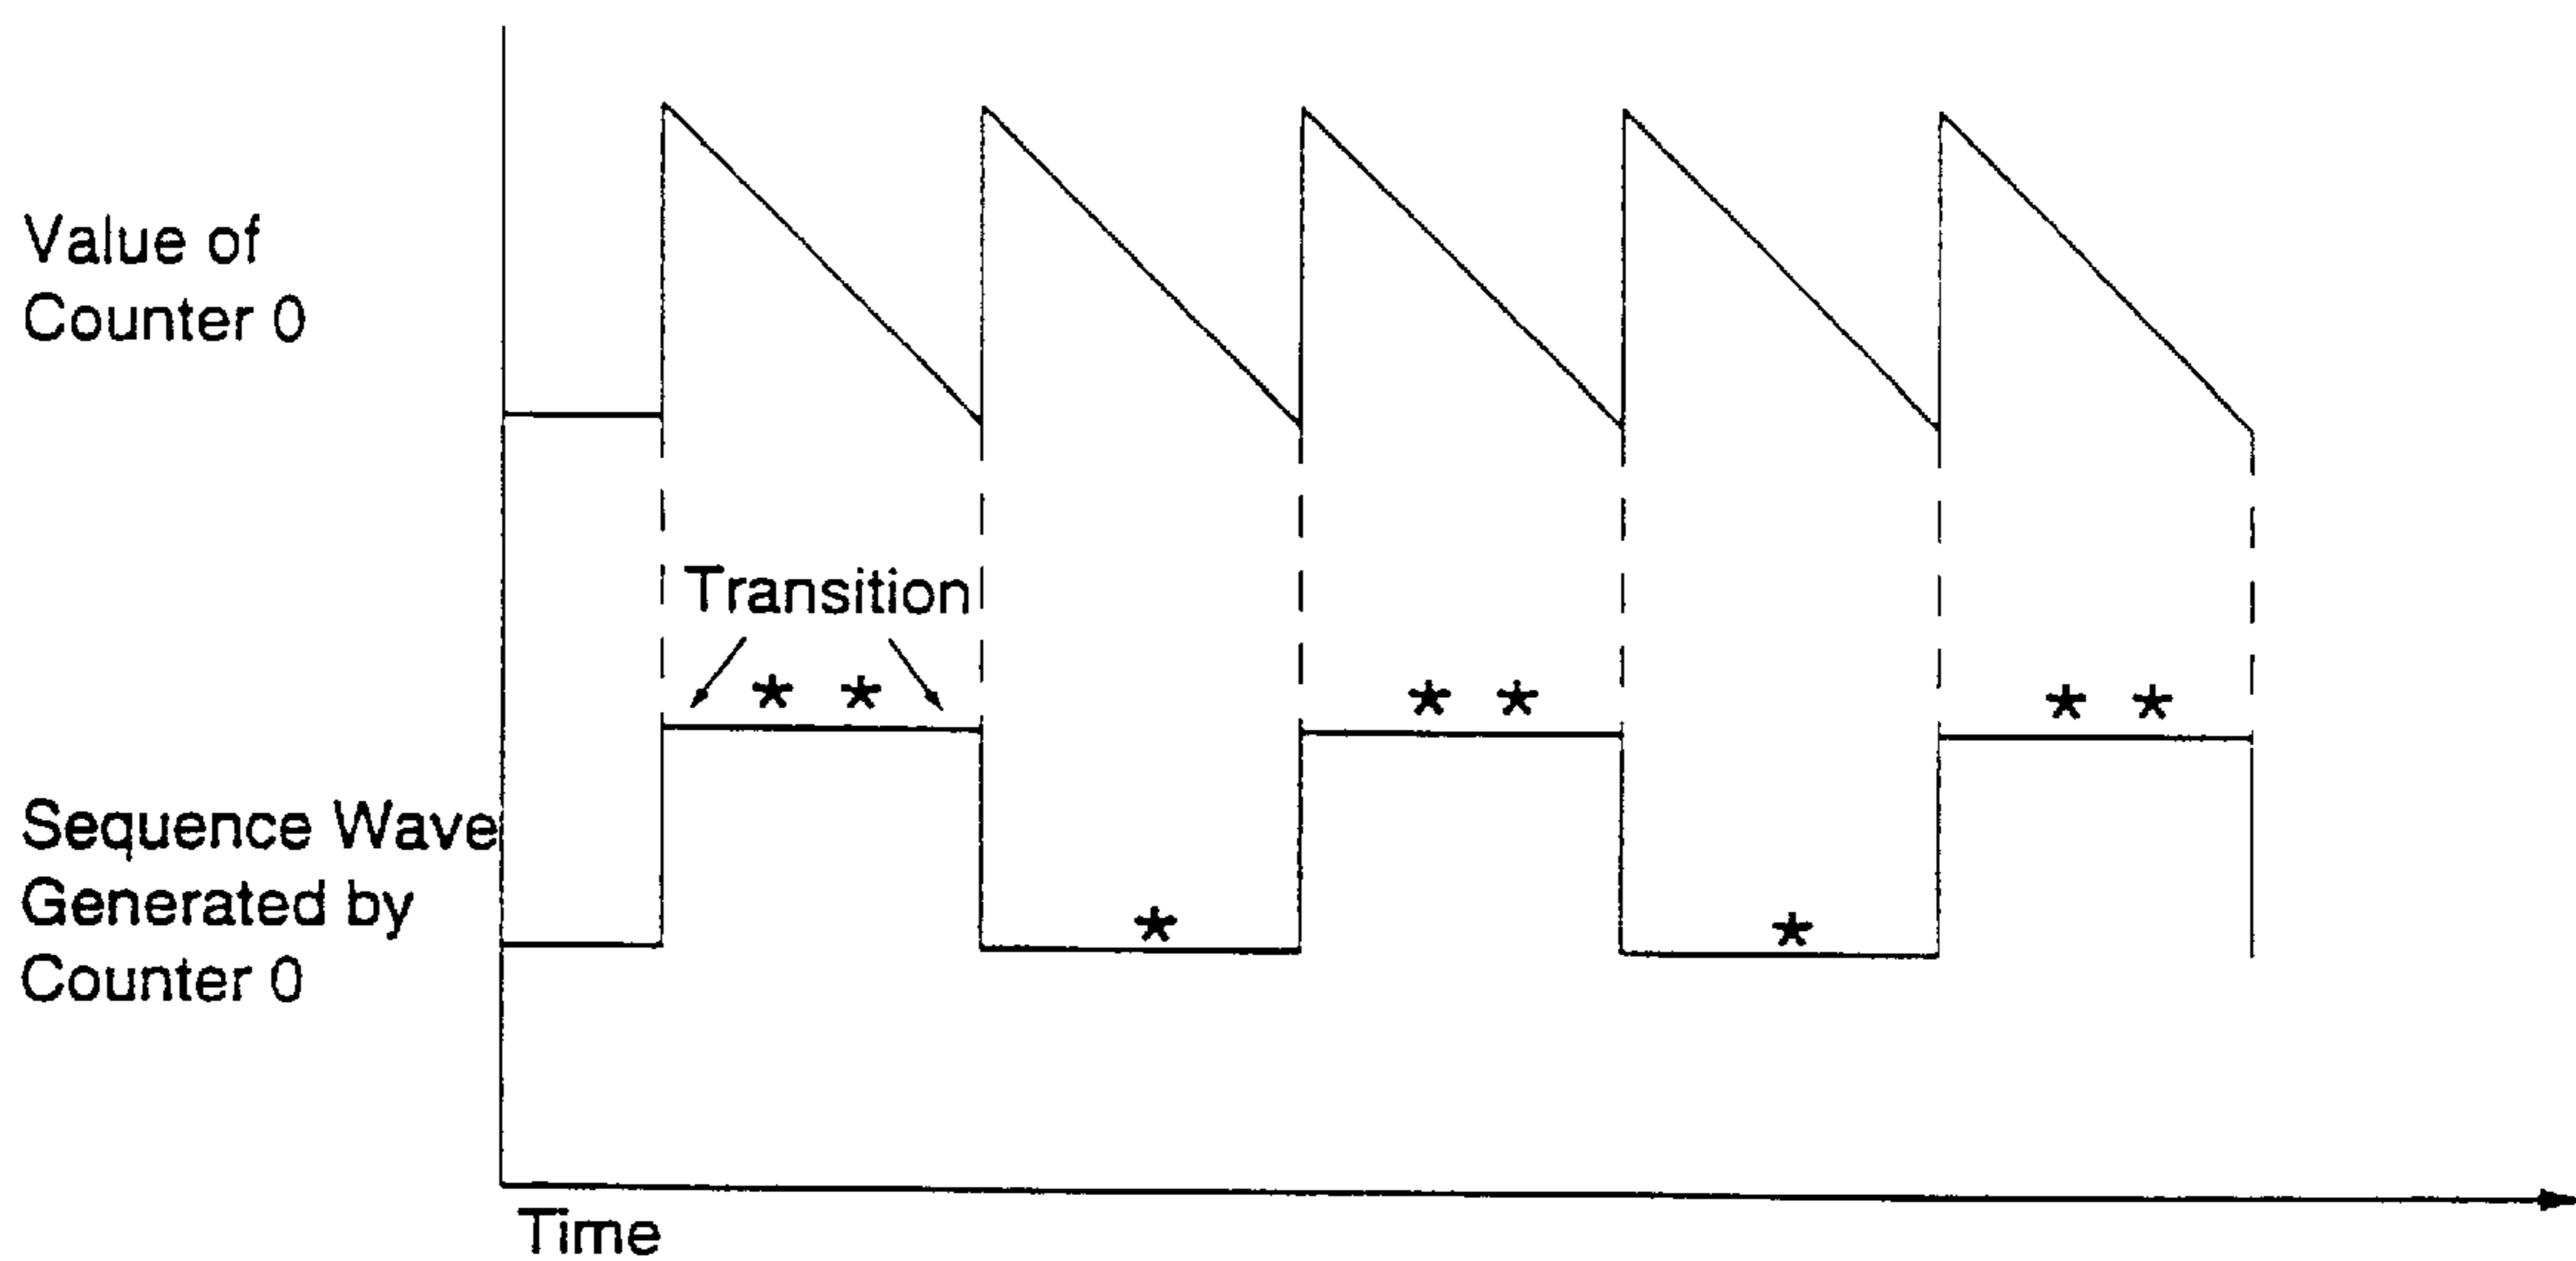 Value of
Counter 0
Transition
* *
* *
* *
Sequence Wave
Generated by
Counter 0
*
*
Time